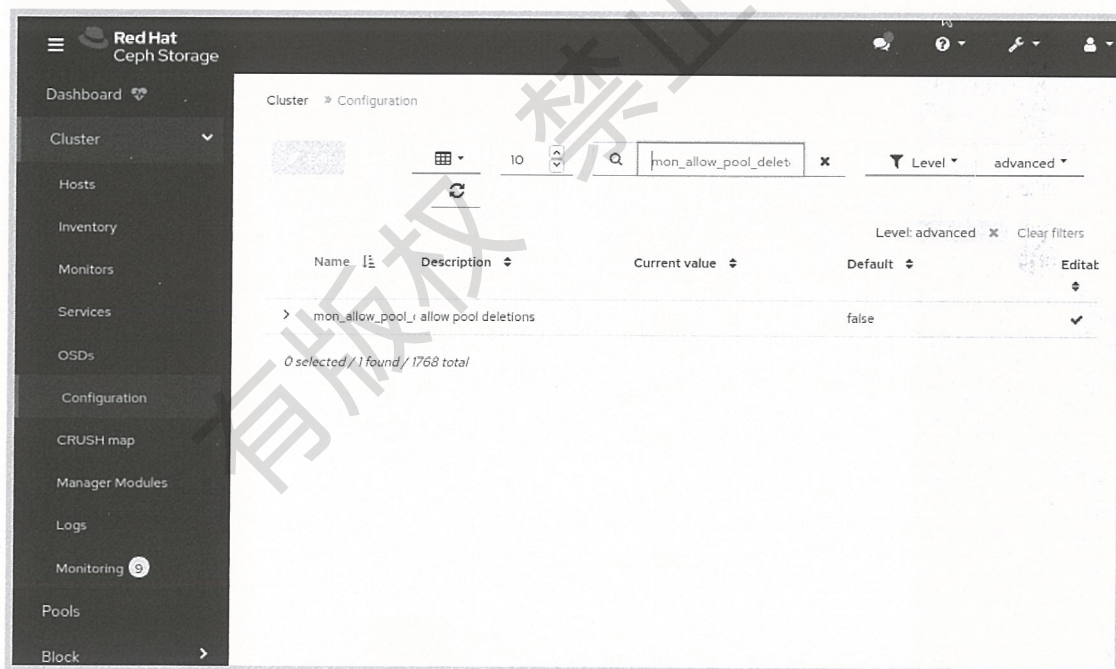 Red Hat
Ceph Storage
Dashboard
Cluster
Hosts
Inventory
Monitors
Services
OSDs
Configuration
CRUSH map
Manager Modules
Logs
Monitoring 9
Pools
Block
Cluster » Configuration
10
mon_allow_pool_delet
Level
advanced
Level: advanced × Clear filters
Name Description Current value Default Editab
mon_allow_pool_ allow pool deletions false
0 selected / 1 found / 1768 total
有版权 禁止